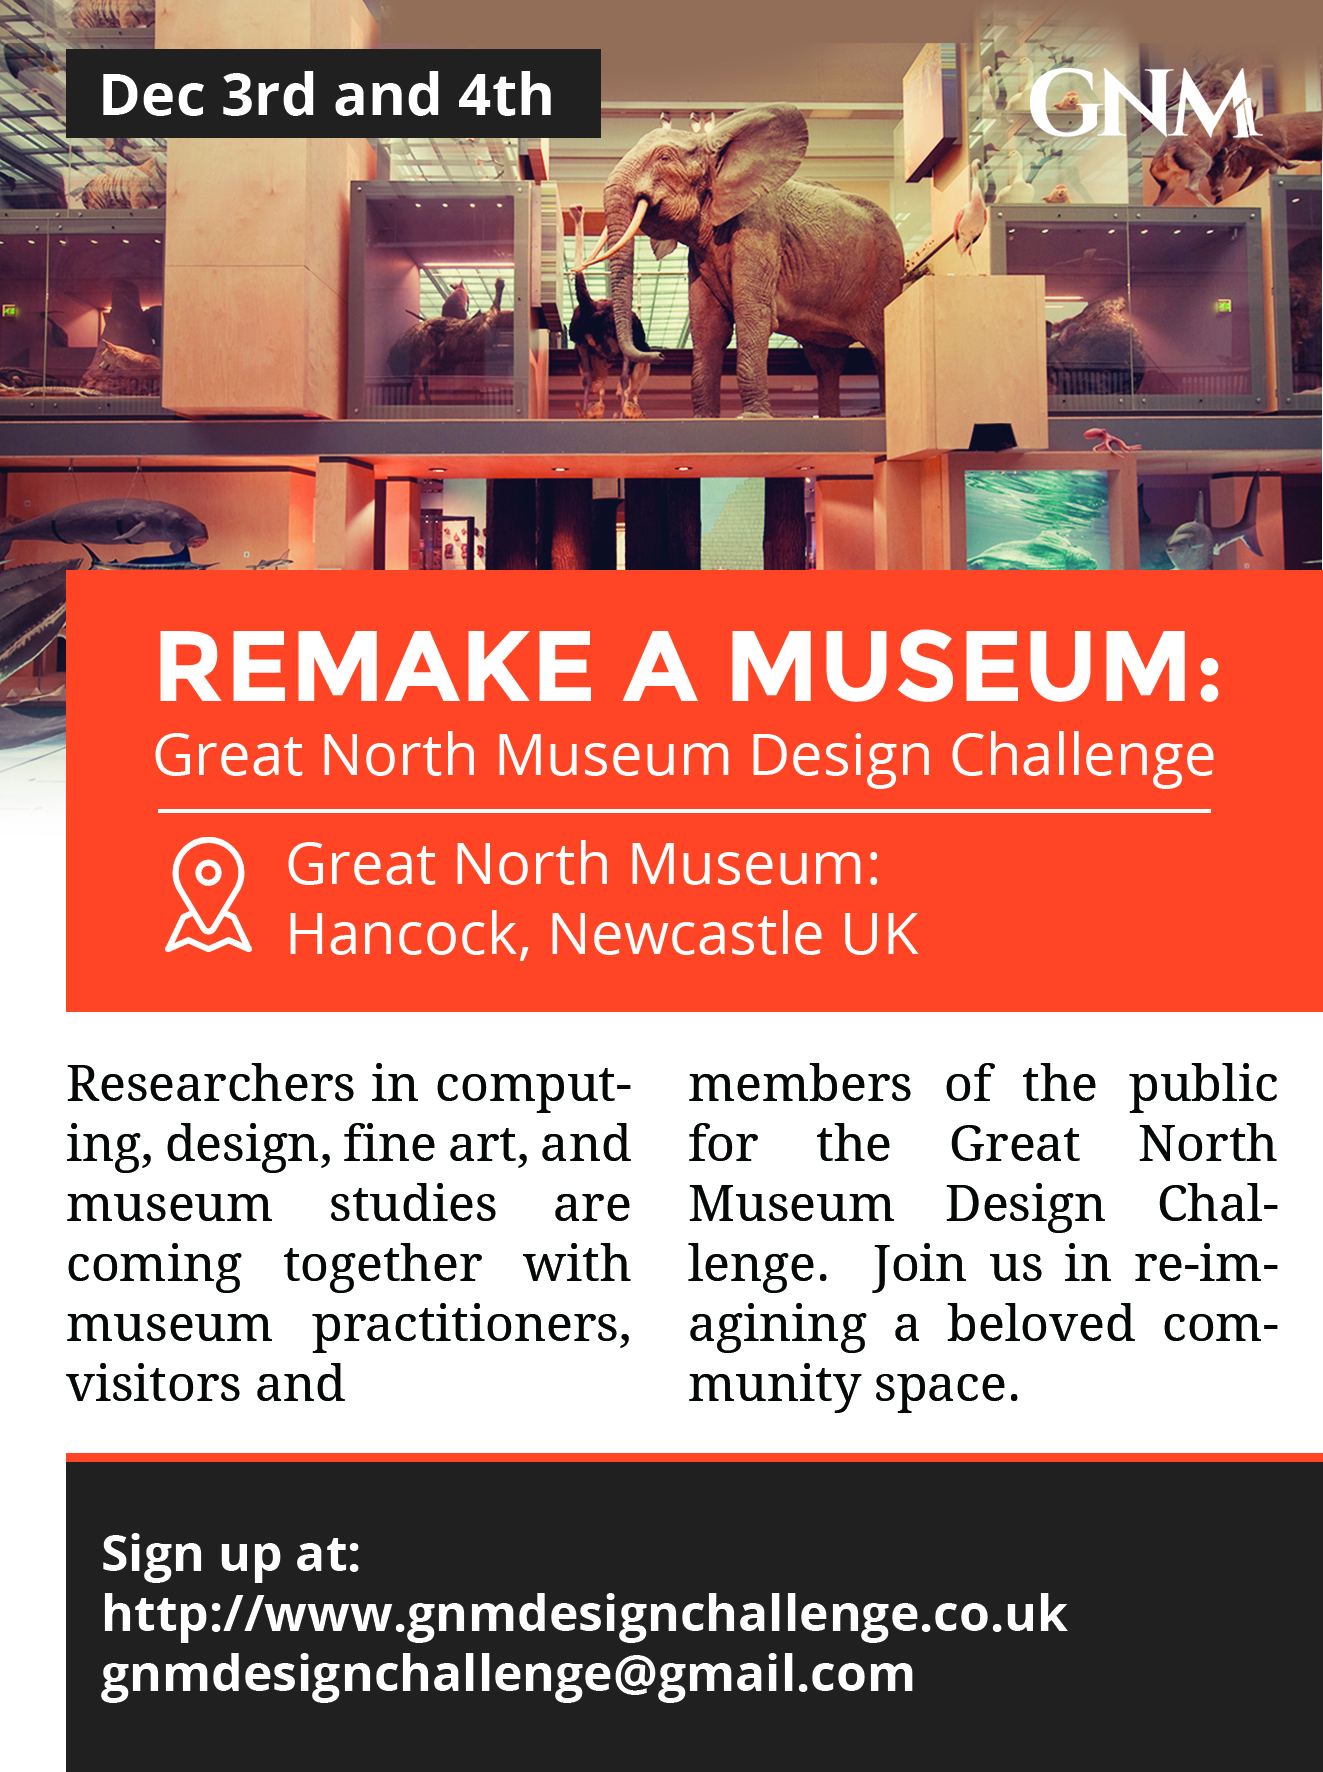 Dec 3rd and 4th
GNM
REMAKE A MUSEUM:
Great North Museum Design Challenge
Great North Museum:
Hancock, Newcastle UK
Researchers in comput-
ing, design, fine art, and
museum studies are
coming together with
museum practitioners,
visitors and
members of the public
for the Great North
Museum Design Chal-
lenge. Join us in re-im-
agining a beloved com-
munity space.
Sign up at:
http://www.gnmdesignchallenge.co.uk
gnmdesignchallenge@gmail.com